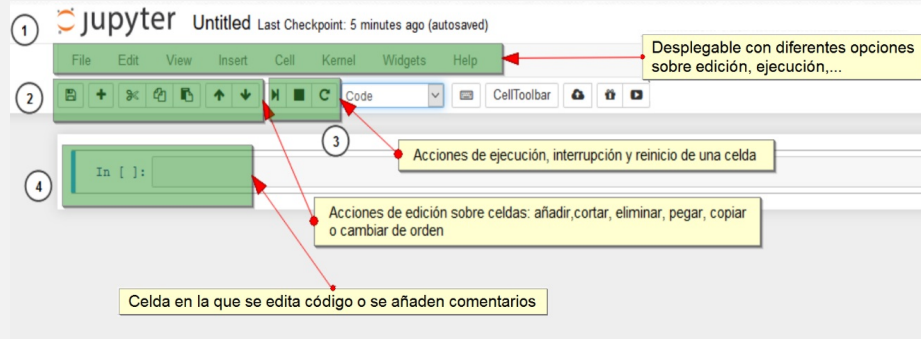 1
jupyter Untitled Last Checkpoint: 5 minutes ago (autosaved)
File Edit View Insert Cell Kernel Widgets Help
Desplegable con diferentes opciones
sobre edición, ejecución,...
2
Code
CellToolbar
3
Acciones de ejecución, interrupción y reinicio de una celda
4
In [ ]:
Acciones de edición sobre celdas: añadir,cortar, eliminar, pegar, copiar
o cambiar de orden
Celda en la que se edita código o se añaden comentarios